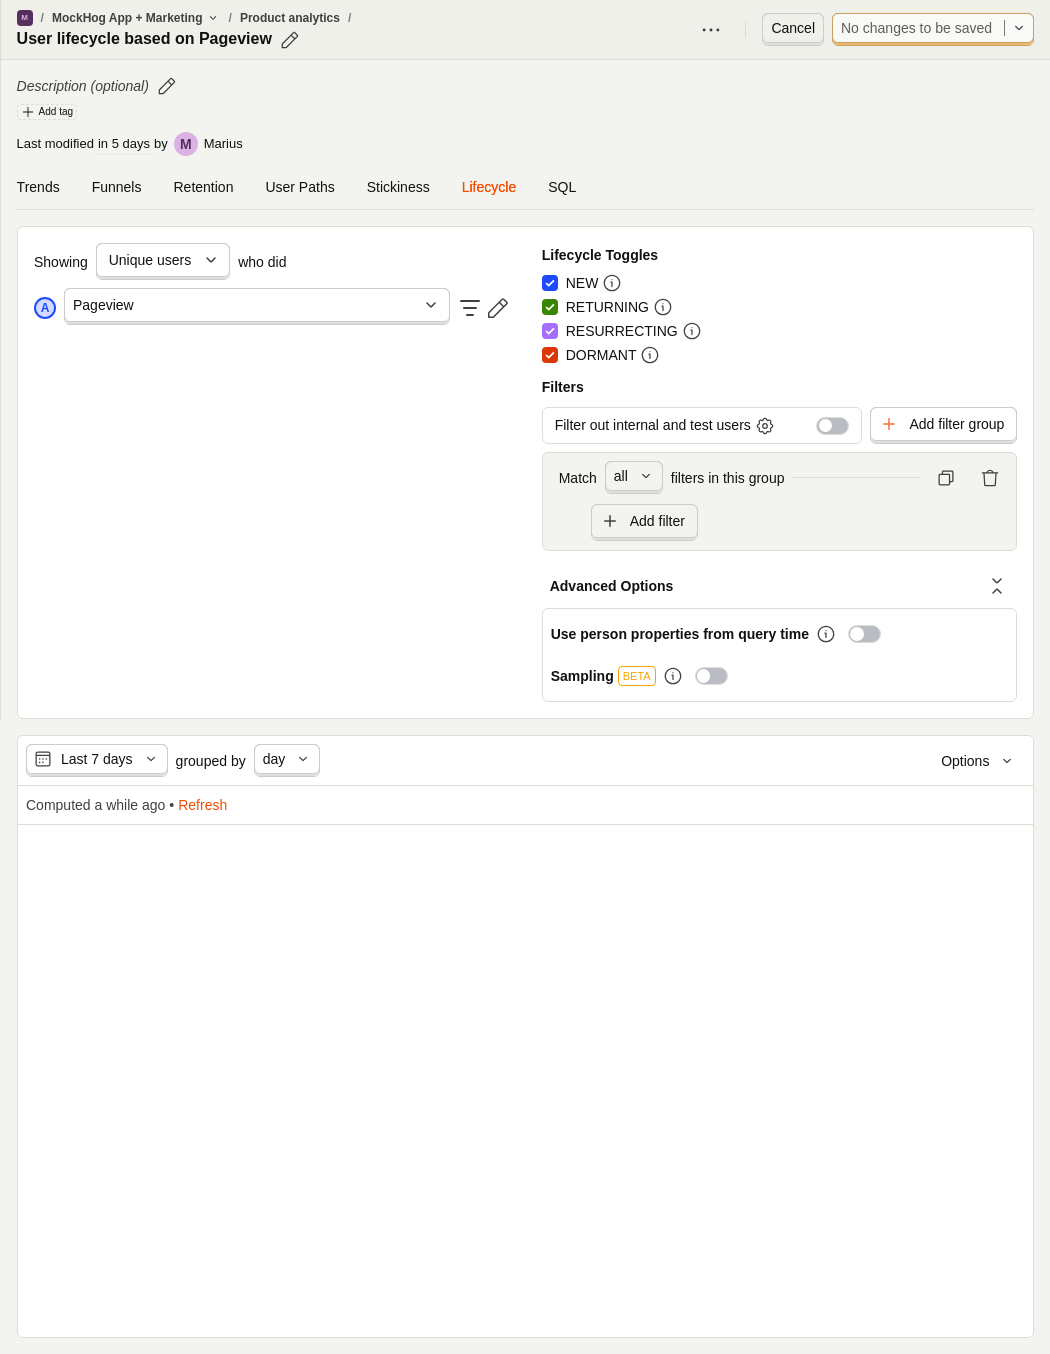 M / MockHog App + Marketing / Product analytics /
User lifecycle based on Pageview
Cancel
No changes to be saved
Description (optional)
Add tag
Last modified in 5 days by M Marius
Trends Funnels Retention User Paths Stickiness Lifecycle SQL
Showing Unique users who did
A Pageview
Lifecycle Toggles
NEW
RETURNING
RESURRECTING
DORMANT
Filters
Filter out internal and test users
Add filter group
Match all filters in this group
Add filter
Advanced Options
Use person properties from query time
Sampling BETA
Last 7 days grouped by day
Options
Computed a while ago • Refresh